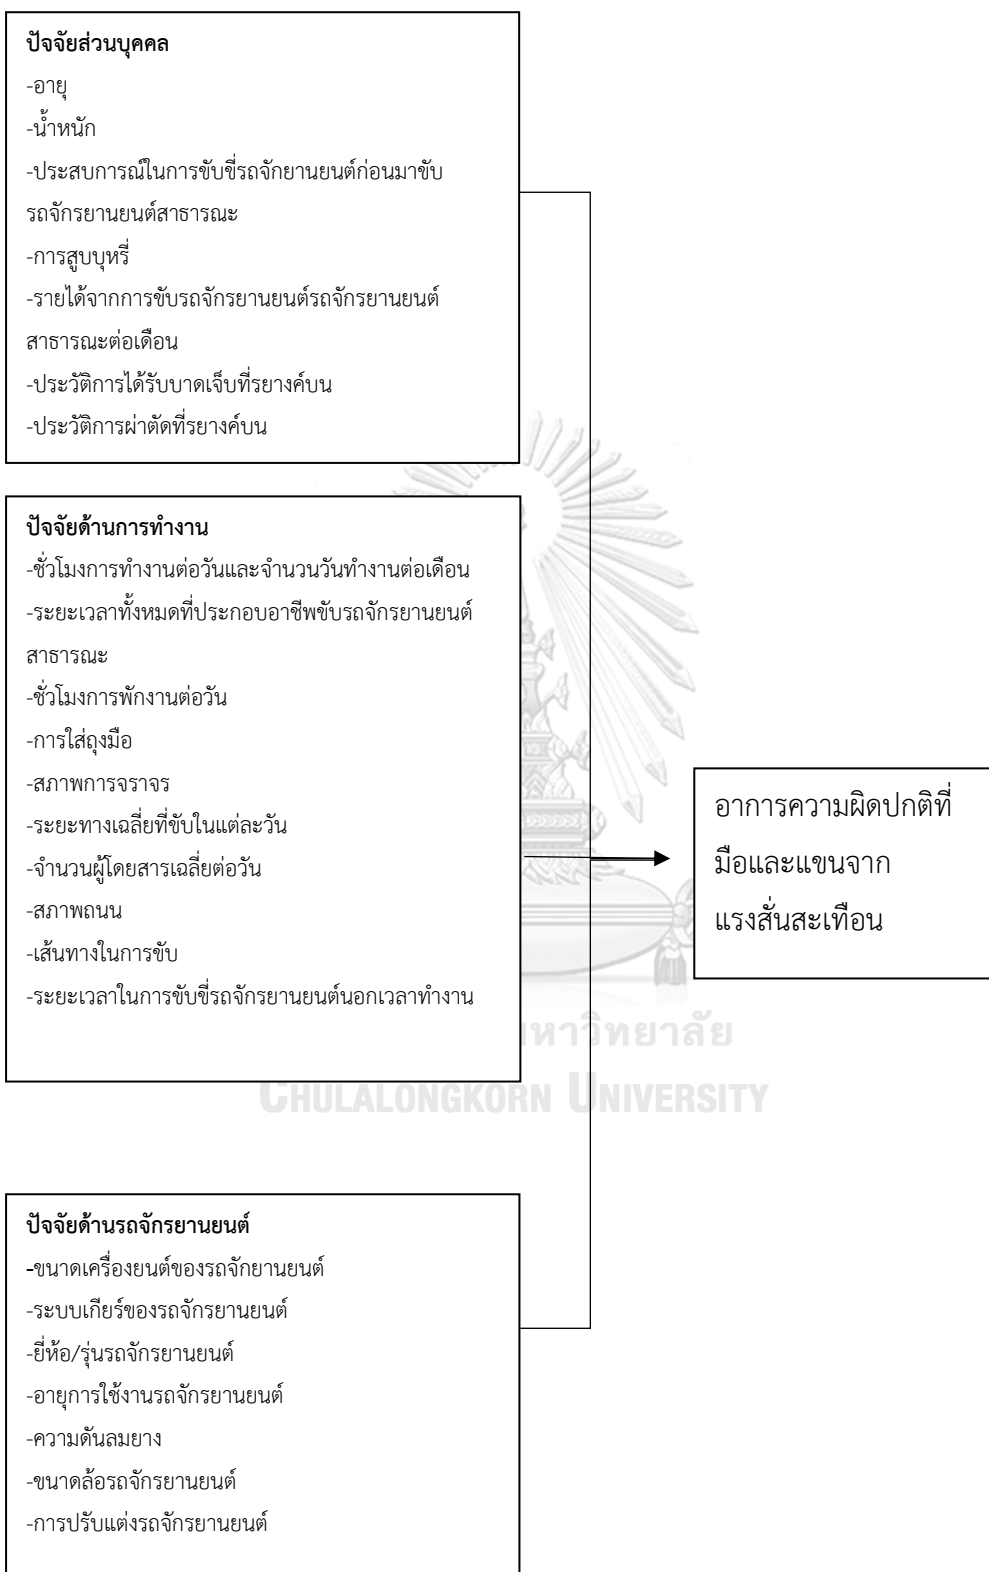 ปัจจัยส่วนบุคคล
-อายุ
-น้ำหนัก
-ประสบการณ์ในการขับขี่รถจักยานยนต์ก่อนมาขับ
รถจักรยานยนต์สาธารณะ
-การสูบบุหรี่
-รายได้จากการขับรถจักรยานยนต์รถจักรยานยนต์
สาธารณะต่อเดือน
-ประวัติการได้รับบาดเจ็บที่รยางค์บน
-ประวัติการผ่าตัดที่รยางค์บน
ปัจจัยด้านการทำงาน
-ชั่วโมงการทำงานต่อวันและจำนวนวันทำงานต่อเดือน
-ระยะเวลาทั้งหมดที่ประกอบอาชีพขับรถจักรยานยนต์
สาธารณะ
-ชั่วโมงการพักงานต่อวัน
-การใส่ถุงมือ
-สภาพการจราจร
-ระยะทางเฉลี่ยที่ขับในแต่ละวัน
-จำนวนผู้โดยสารเฉลี่ยต่อวัน
-สภาพถนน
-เส้นทางในการขับ
-ระยะเวลาในการขับขี่รถจักรยานยนต์นอกเวลาทำงาน
อาการความผิดปกติที่
มือและแขนจาก
แรงสั่นสะเทือน
หาวิทยาลัย
CHULALONGKORN UNIVERSITY
ปัจจัยด้านรถจักรยานยนต์
-ขนาดเครื่องยนต์ของรถจักยานยนต์
-ระบบเกียร์ของรถจักรยานยนต์
-ยี่ห้อ/รุ่นรถจักรยานยนต์
-อายุการใช้งานรถจักรยานยนต์
-ความดันลมยาง
-ขนาดล้อรถจักรยานยนต์
-การปรับแต่งรถจักรยานยนต์